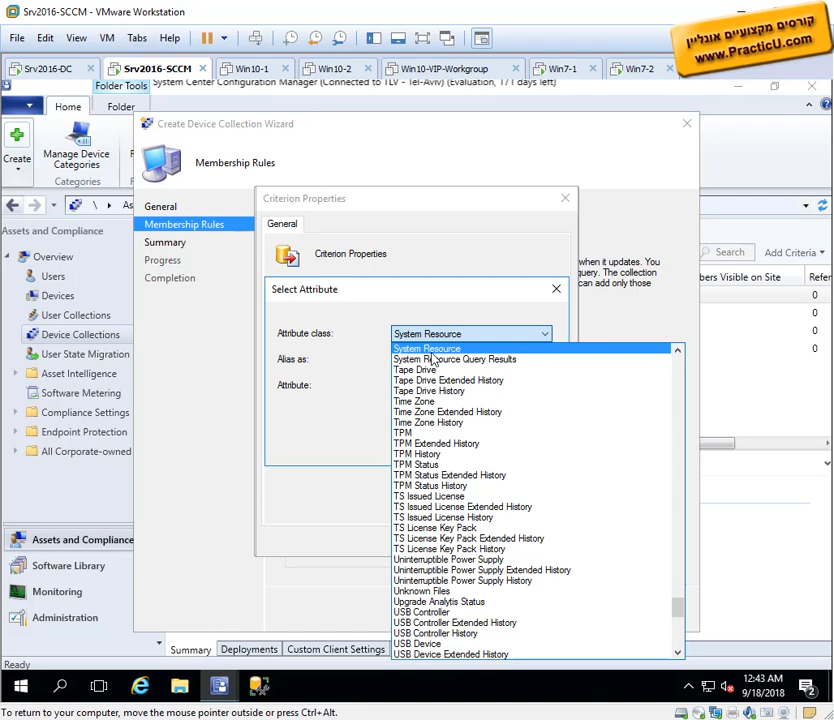 Srv2016-SCCM - VMware Workstation
קורסים מקצועיים אונליין
www.PractiCU.com
File Edit View VM Tabs Help
Srv2016-DC Srv2016-SCCM Win10-1 Win10-2 Win10-VIP-Workgroup Win7-1 Win7-2
Folder Tools System Center Configuration Manager (Connected to TLV - Tel-Aviv) (Evaluation, 171 days left)
Home Folder
Create
Manage Device
Categories
Categories
Create Device Collection Wizard
Membership Rules
General
Membership Rules
Summary
Progress
Completion
Search Add Criteria
Assets and Compliance
Overview
Users
Devices
User Collections
Device Collections
User State Migration
Asset Intelligence
Software Metering
Compliance Settings
Endpoint Protection
All Corporate-owned
Assets and Compliance
Software Library
Monitoring
Administration
Criterion Properties
General
Criterion Properties
when it updates. You
query. The collection
can add only those
bers Visible on Site Refer
0
0
0
0
Select Attribute
Attribute class: System Resource
Alias as:
Attribute:
System Resource
System Resource Query Results
Tape Drive
Tape Drive Extended History
Tape Drive History
Time Zone
Time Zone Extended History
Time Zone History
TPM
TPM Extended History
TPM History
TPM Status
TPM Status Extended History
TPM Status History
TS Issued License
TS Issued License Extended History
TS Issued License History
TS License Key Pack
TS License Key Pack Extended History
TS License Key Pack History
Uninterruptible Power Supply
Uninterruptible Power Supply Extended History
Uninterruptible Power Supply History
Unknown Files
Upgrade Analytis Status
USB Controller
USB Controller Extended History
USB Controller History
USB Device
USB Device Extended History
Summary Deployments Custom Client Settings
Ready
12:43 AM
9/18/2018
2
To return to your computer, move the mouse pointer outside or press Ctrl+Alt.